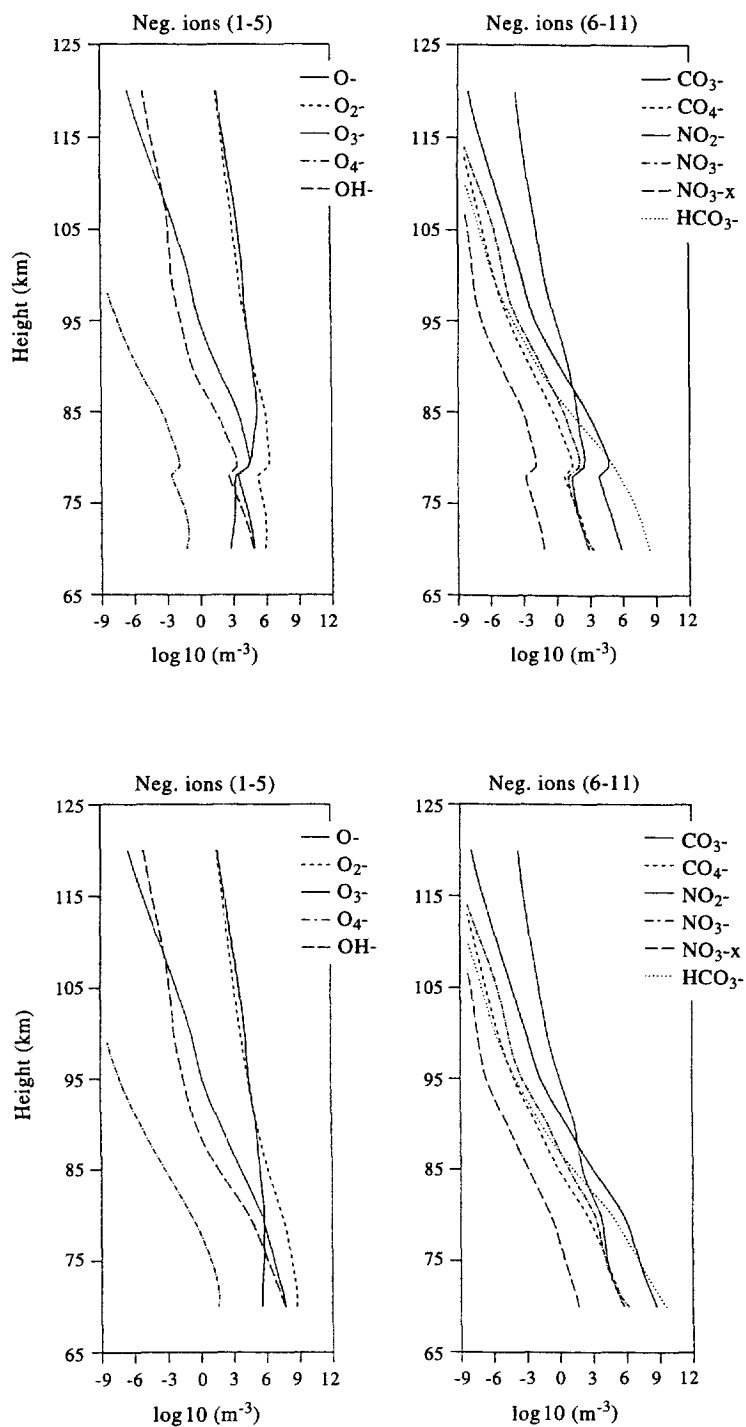 Neg. ions (1-5)
125
115
105
95
85
75
65
Height (km)
O-
O2-
O3-
O4-
OH-
-9 -6 -3 0 3 6 9 12
log10 (m-3)
Neg. ions (6-11)
125
115
105
95
85
75
65
CO3-
CO4-
NO2-
NO3-
NO3-x
HCO3-
-9 -6 -3 0 3 6 9 12
log10 (m-3)
Neg. ions (1-5)
125
115
105
95
85
75
65
Height (km)
O-
O2-
O3-
O4-
OH-
-9 -6 -3 0 3 6 9 12
log10 (m-3)
Neg. ions (6-11)
125
115
105
95
85
75
65
CO3-
CO4-
NO2-
NO3-
NO3-x
HCO3-
-9 -6 -3 0 3 6 9 12
log10 (m-3)